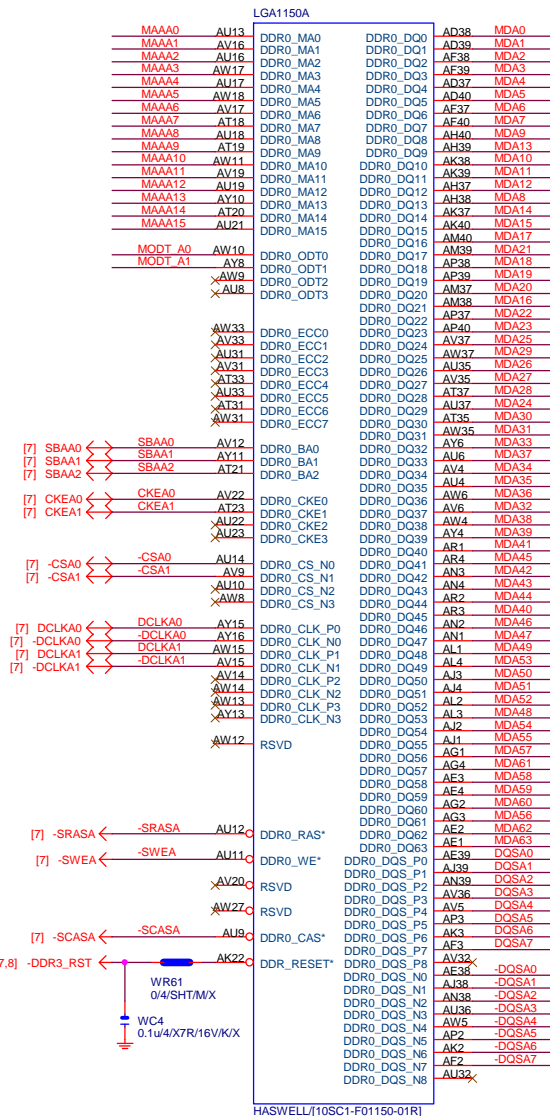 LGA1150A
MAAA0 AU13 DDR0_MA0
MAAA1 AV16 DDR0_MA1
MAAA2 AU16 DDR0_MA2
MAAA3 AW17 DDR0_MA3
MAAA4 AU17 DDR0_MA4
MAAA5 AW18 DDR0_MA5
MAAA6 AV17 DDR0_MA6
MAAA7 AT18 DDR0_MA7
MAAA8 AU18 DDR0_MA8
MAAA9 AT19 DDR0_MA9
MAAA10 AW11 DDR0_MA10
MAAA11 AV19 DDR0_MA11
MAAA12 AU19 DDR0_MA12
MAAA13 AY10 DDR0_MA13
MAAA14 AT20 DDR0_MA14
MAAA15 AU21 DDR0_MA15
MODT_A0 AW10 DDR0_ODT0
MODT_A1 AY8 DDR0_ODT1
AW9 DDR0_ODT2
AU8 DDR0_ODT3
AW33 DDR0_ECC0
AV33 DDR0_ECC1
AU31 DDR0_ECC2
AV31 DDR0_ECC3
AT33 DDR0_ECC4
AU33 DDR0_ECC5
AT31 DDR0_ECC6
AW31 DDR0_ECC7
[7] SBAA0 SBAA0 AV12 DDR0_BA0
[7] SBAA1 SBAA1 AY11 DDR0_BA1
[7] SBAA2 SBAA2 AT21 DDR0_BA2
[7] CKEA0 CKEA0 AV22 DDR0_CKE0
[7] CKEA1 CKEA1 AT23 DDR0_CKE1
AU22 DDR0_CKE2
AU23 DDR0_CKE3
[7] -CSA0 -CSA0 AU14 DDR0_CS_N0
[7] -CSA1 -CSA1 AV9 DDR0_CS_N1
AU10 DDR0_CS_N2
AW8 DDR0_CS_N3
[7] DCLKA0 DCLKA0 AY15 DDR0_CLK_P0
[7] -DCLKA0 -DCLKA0 AY16 DDR0_CLK_N0
[7] DCLKA1 DCLKA1 AW15 DDR0_CLK_P1
[7] -DCLKA1 -DCLKA1 AV15 DDR0_CLK_N1
AV14 DDR0_CLK_P2
AW14 DDR0_CLK_N2
AW13 DDR0_CLK_P3
AY13 DDR0_CLK_N3
AW12 RSVD
[7] -SRASA -SRASA AU12 DDR0_RAS*
[7] -SWEA -SWEA AU11 DDR0_WE*
AV20 RSVD
AW27 RSVD
[7] -SCASA -SCASA AU9 DDR0_CAS*
7,8] -DDR3_RST AK22 DDR_RESET*
WR61
0/4/SHT/M/X
WC4
0.1u/4/X7R/16V/K/X
DDR0_DQ0 AD38 MDA0
DDR0_DQ1 AD39 MDA1
DDR0_DQ2 AF38 MDA2
DDR0_DQ3 AF39 MDA3
DDR0_DQ4 AD37 MDA4
DDR0_DQ5 AD40 MDA5
DDR0_DQ6 AF37 MDA6
DDR0_DQ7 AF40 MDA7
DDR0_DQ8 AH40 MDA9
DDR0_DQ9 AH39 MDA13
DDR0_DQ10 AK38 MDA10
DDR0_DQ11 AK39 MDA11
DDR0_DQ12 AH37 MDA12
DDR0_DQ13 AH38 MDA8
DDR0_DQ14 AK37 MDA14
DDR0_DQ15 AK40 MDA15
DDR0_DQ16 AM40 MDA17
DDR0_DQ17 AM39 MDA21
DDR0_DQ18 AP38 MDA18
DDR0_DQ19 AP39 MDA19
DDR0_DQ20 AM37 MDA20
DDR0_DQ21 AM38 MDA16
DDR0_DQ22 AP37 MDA22
DDR0_DQ23 AP40 MDA23
DDR0_DQ24 AV37 MDA25
DDR0_DQ25 AW37 MDA29
DDR0_DQ26 AU35 MDA26
DDR0_DQ27 AV35 MDA27
DDR0_DQ28 AT37 MDA28
DDR0_DQ29 AU37 MDA24
DDR0_DQ30 AT35 MDA30
DDR0_DQ31 AW35 MDA31
DDR0_DQ32 AY6 MDA33
DDR0_DQ33 AU6 MDA37
DDR0_DQ34 AV4 MDA34
DDR0_DQ35 AU4 MDA35
DDR0_DQ36 AW6 MDA36
DDR0_DQ37 AV6 MDA32
DDR0_DQ38 AW4 MDA38
DDR0_DQ39 AY4 MDA39
DDR0_DQ40 AR1 MDA41
DDR0_DQ41 AR4 MDA45
DDR0_DQ42 AN3 MDA42
DDR0_DQ43 AN4 MDA43
DDR0_DQ44 AR2 MDA44
DDR0_DQ45 AR3 MDA40
DDR0_DQ46 AN2 MDA46
DDR0_DQ47 AN1 MDA47
DDR0_DQ48 AL1 MDA49
DDR0_DQ49 AL4 MDA53
DDR0_DQ50 AJ3 MDA50
DDR0_DQ51 AJ4 MDA51
DDR0_DQ52 AL2 MDA52
DDR0_DQ53 AL3 MDA48
DDR0_DQ54 AJ2 MDA54
DDR0_DQ55 AJ1 MDA55
DDR0_DQ56 AG1 MDA57
DDR0_DQ57 AG4 MDA61
DDR0_DQ58 AE3 MDA58
DDR0_DQ59 AE4 MDA59
DDR0_DQ60 AG2 MDA60
DDR0_DQ61 AG3 MDA56
DDR0_DQ62 AE2 MDA62
DDR0_DQ63 AE1 MDA63
DDR0_DQS_P0 AE39 DQSA0
DDR0_DQS_P1 AJ39 DQSA1
DDR0_DQS_P2 AN39 DQSA2
DDR0_DQS_P3 AV36 DQSA3
DDR0_DQS_P4 AV5 DQSA4
DDR0_DQS_P5 AP3 DQSA5
DDR0_DQS_P6 AK3 DQSA6
DDR0_DQS_P7 AF3 DQSA7
DDR0_DQS_P8 AV32
DDR0_DQS_N0 AE38 -DQSA0
DDR0_DQS_N1 AJ38 -DQSA1
DDR0_DQS_N2 AN38 -DQSA2
DDR0_DQS_N3 AU36 -DQSA3
DDR0_DQS_N4 AW5 -DQSA4
DDR0_DQS_N5 AP2 -DQSA5
DDR0_DQS_N6 AK2 -DQSA6
DDR0_DQS_N7 AF2 -DQSA7
DDR0_DQS_N8 AU32
HASWELL/[10SC1-F01150-01R]